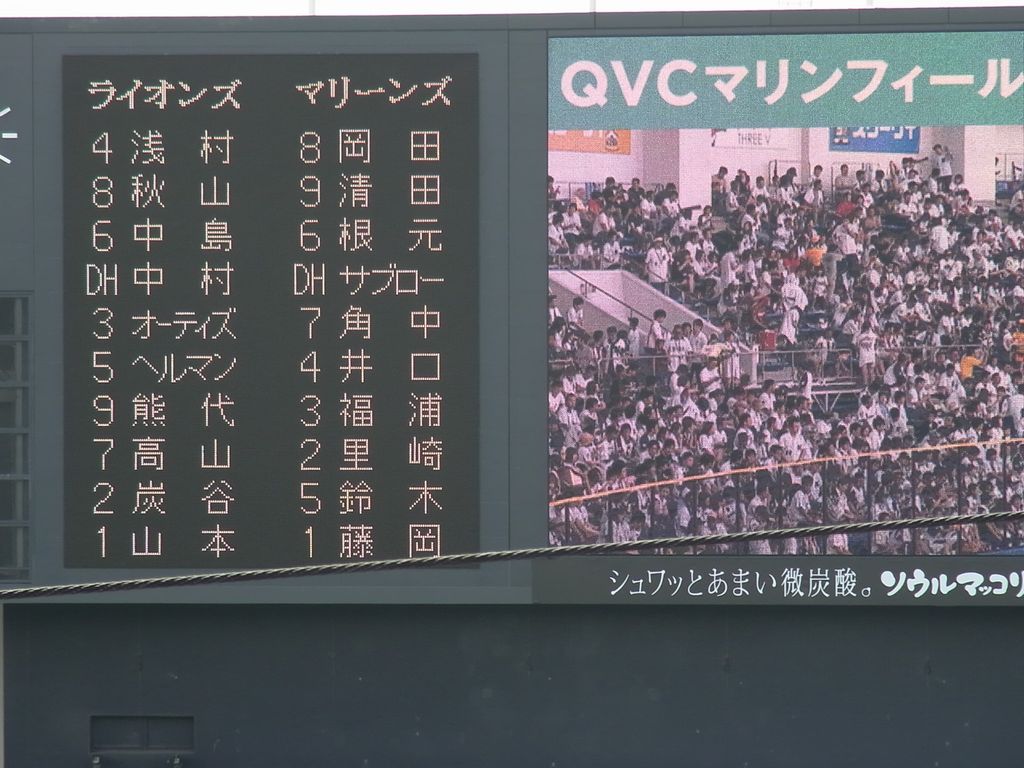 ライオンズ マリーンズ
4 浅村 8 岡田
8 秋山 9 清田
6 中島 6 根元
DH 中村 DH サブロー
3 オーティズ 7 角中
5 ヘルマン 4 井口
9 熊代 3 福浦
7 高山 2 里崎
2 炭谷 5 鈴木
1 山本 1 藤岡
QVCマリンフィール
THREE
シュワッとあまい微炭酸。ソウルマッコリ